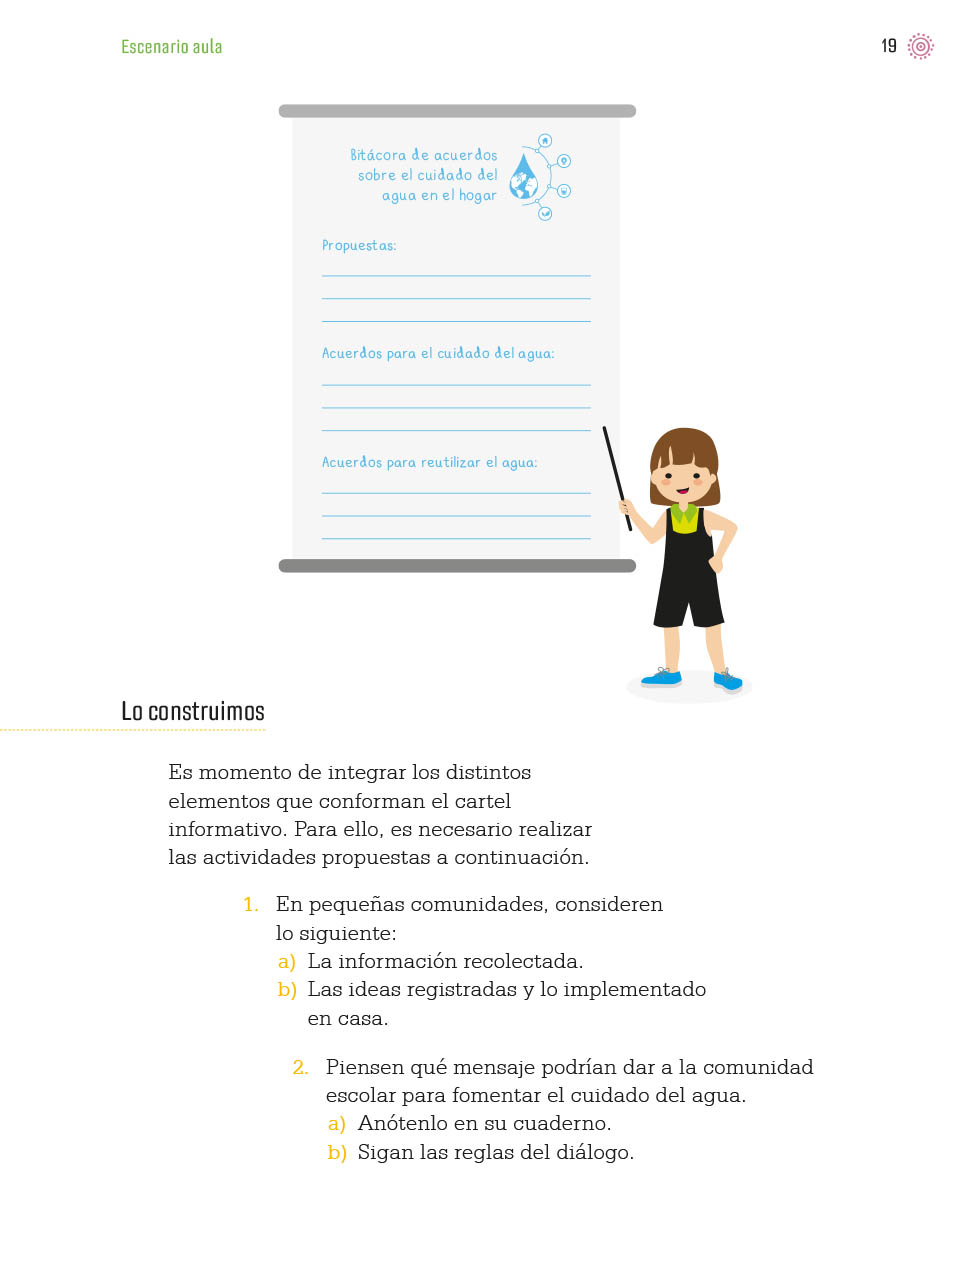 Escenario aula
19
Bitácora de acuerdos
sobre el cuidado del
agua en el hogar
Propuestas:
Acuerdos para el cuidado del agua:
Acuerdos para reutilizar el agua:
Lo construimos
Es momento de integrar los distintos
elementos que conforman el cartel
informativo. Para ello, es necesario realizar
las actividades propuestas a continuación.
1. En pequeñas comunidades, consideren
lo siguiente:
a) La información recolectada.
b) Las ideas registradas y lo implementado
en casa.
2. Piensen qué mensaje podrían dar a la comunidad
escolar para fomentar el cuidado del agua.
a) Anótenlo en su cuaderno.
b) Sigan las reglas del diálogo.